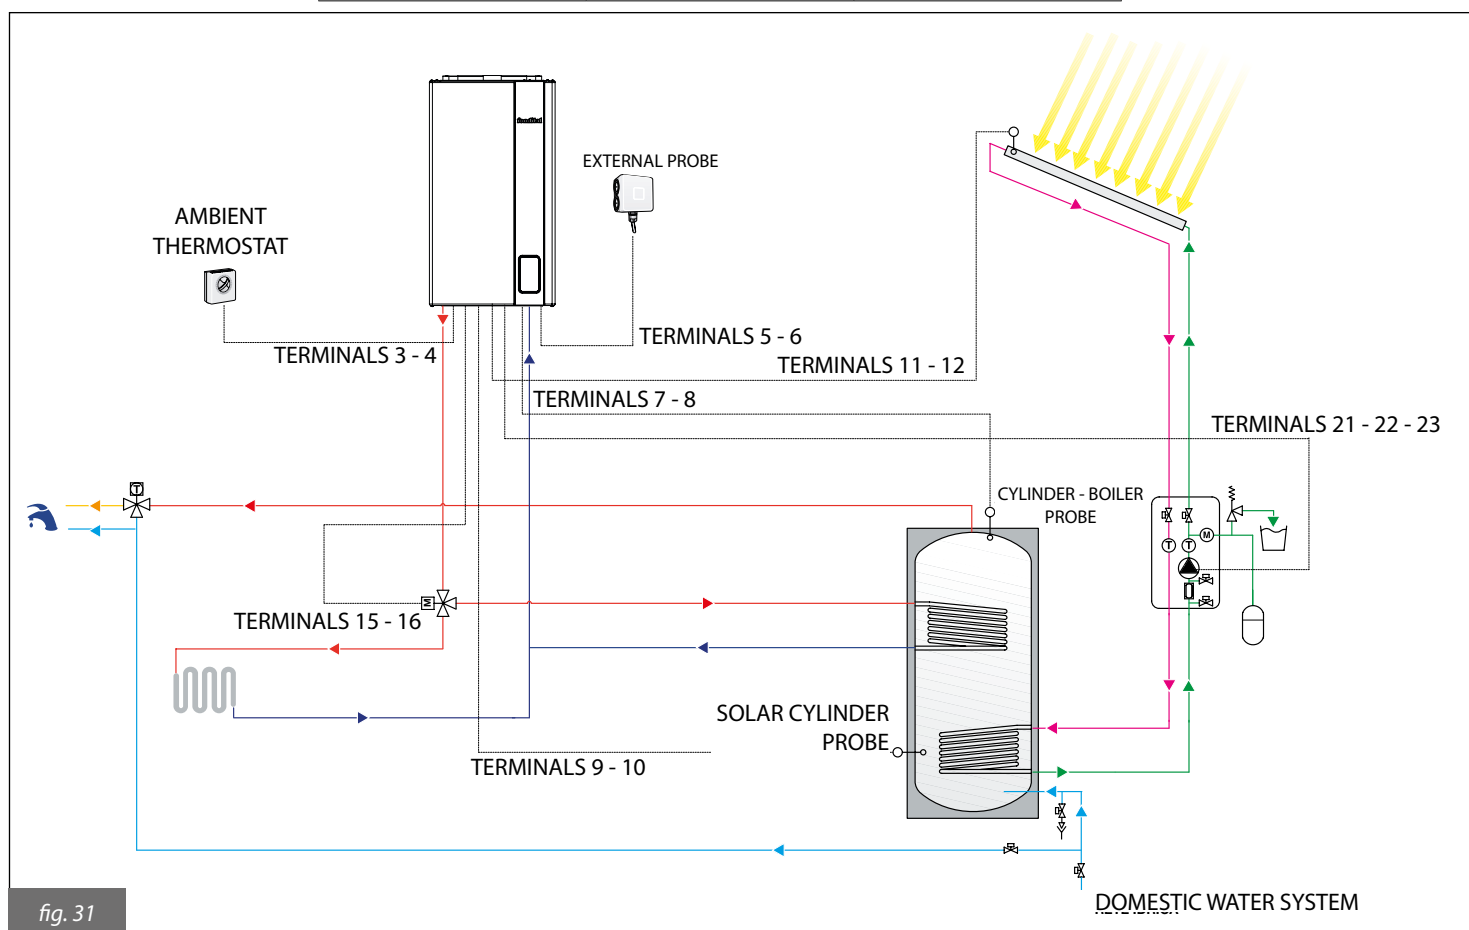 fondital
EXTERNAL PROBE
AMBIENT
THERMOSTAT
TERMINALS 5 - 6
TERMINALS 3 - 4
TERMINALS 11 - 12
TERMINALS 7 - 8
TERMINALS 21 - 22 - 23
T
CYLINDER - BOILER
PROBE
M
T
T
M
TERMINALS 15 - 16
SOLAR CYLINDER
PROBE
TERMINALS 9 - 10
DOMESTIC WATER SYSTEM
fig. 31